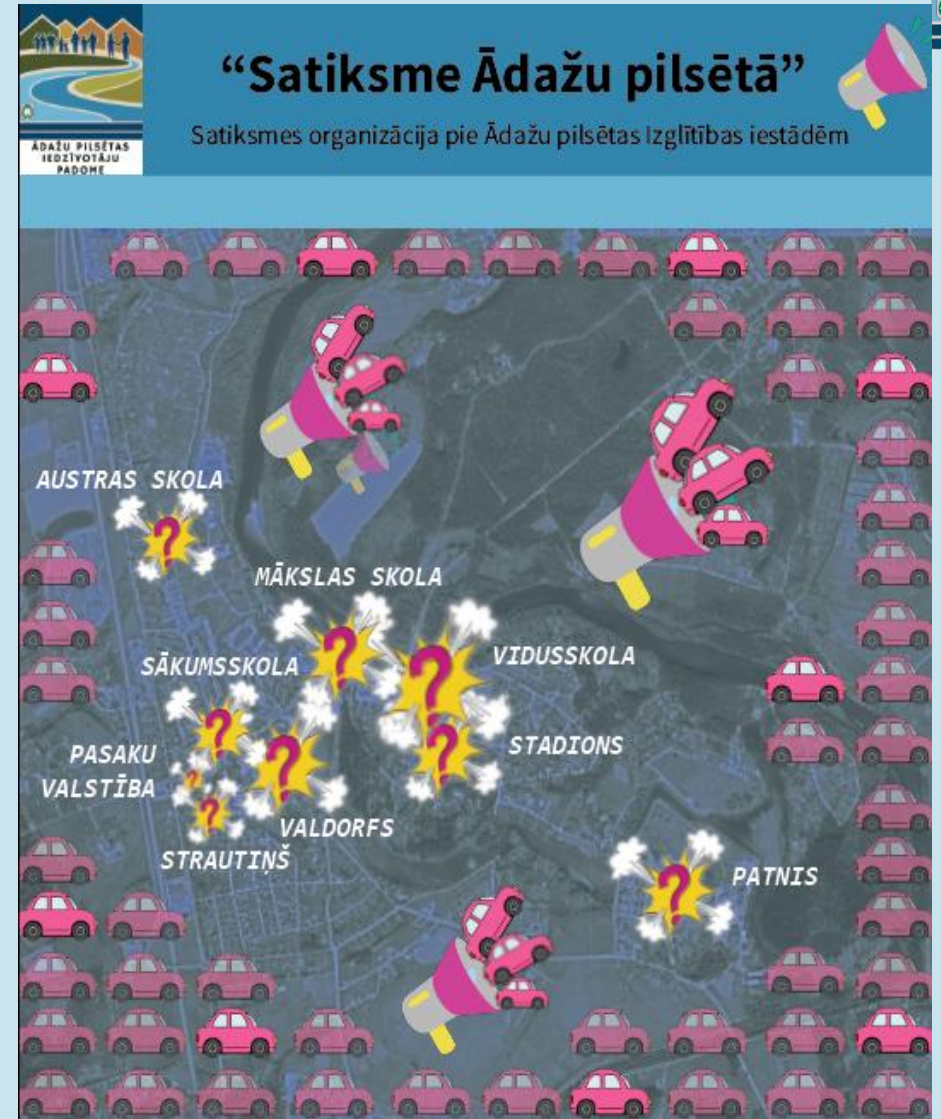 “Satiksme Ādažu pilsētā”
Satiksmes organizācija pie Ādažu pilsētas Izglītības iestādēm
ĀDAŽU PILSĒTAS
IEDZĪVOTĀJU
PADOME
AUSTRAS SKOLA
?
MĀKSLAS SKOLA
?
VIDUSSKOLA
?
SĀKUMSSKOLA
?
STADIONS
?
PASAKU
VALSTĪBA
?
VALDORFS
?
STRAUTIŅŠ
?
PATNIS
?